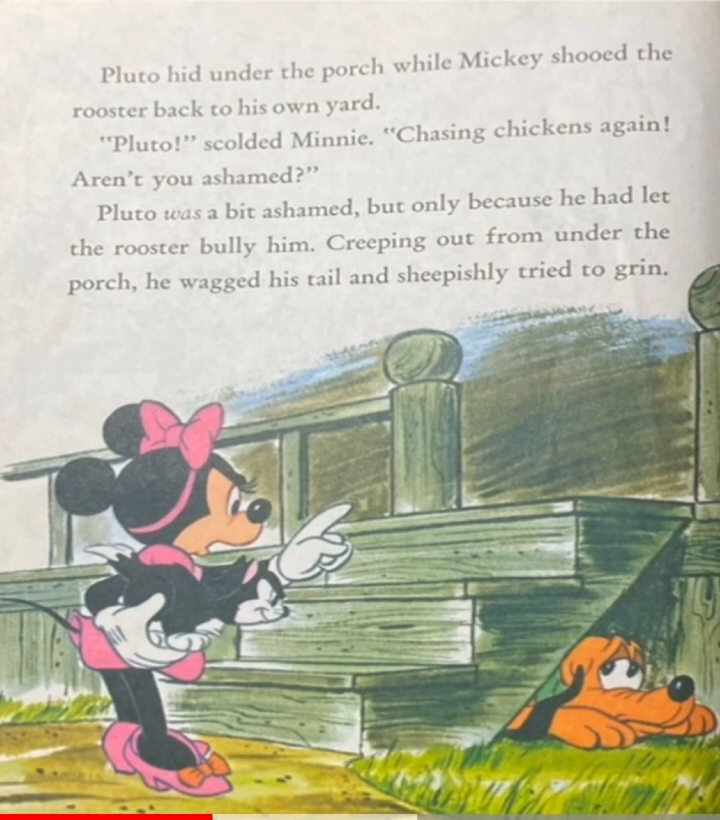 Pluto hid under the porch while Mickey shooed the
rooster back to his own yard.
“Pluto!” scolded Minnie. “Chasing chickens again!
Aren’t you ashamed?”
Pluto was a bit ashamed, but only because he had let
the rooster bully him. Creeping out from under the
porch, he wagged his tail and sheepishly tried to grin.